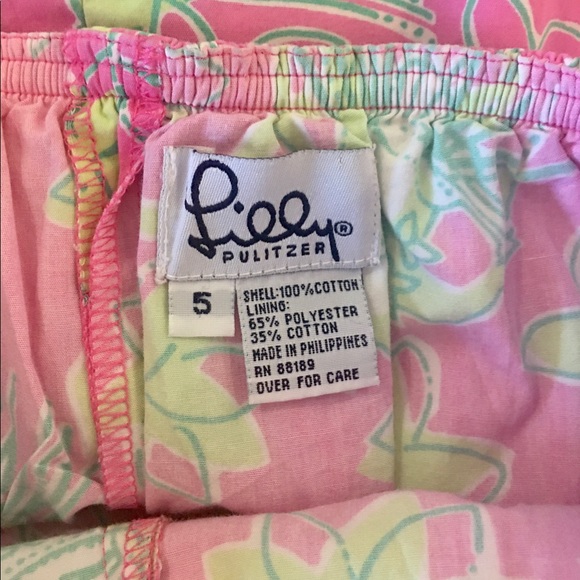 Lilly®
PULITZER
5
SHELL:100%COTTON
LINING:
65% POLYESTER
35% COTTON
MADE IN PHILIPPINES
RN 88189
OVER FOR CARE